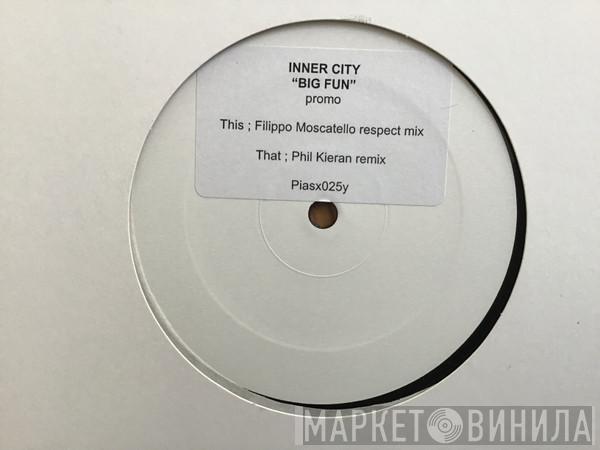 INNER CITY
“BIG FUN”
promo
This ; Filippo Moscatello respect mix
That ; Phil Kieran remix
Piasx025y
МАРКЕТ ВИНИЛА